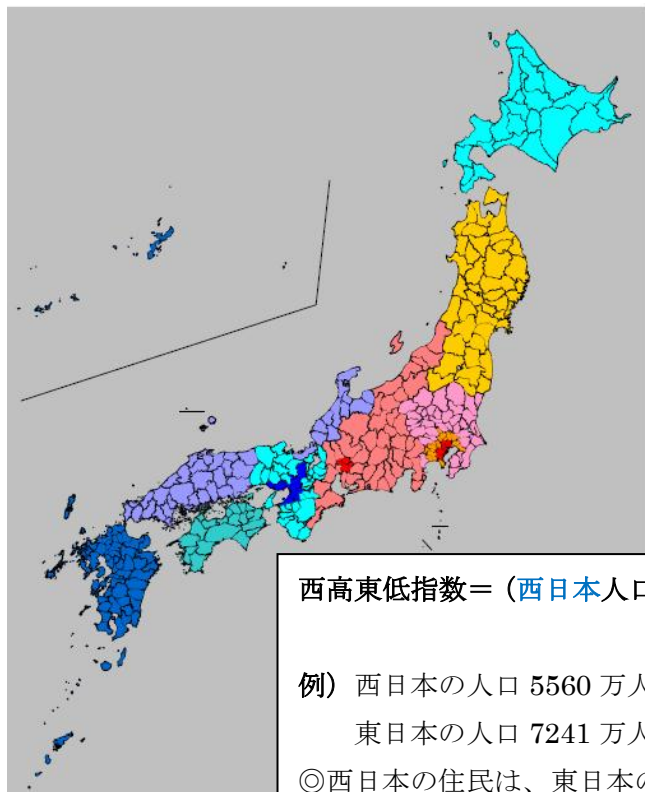 西高東低指数＝（西日本人口
例）西日本の人口 5560 万人
東日本の人口 7241 万人
◎西日本の住民は、東日本の